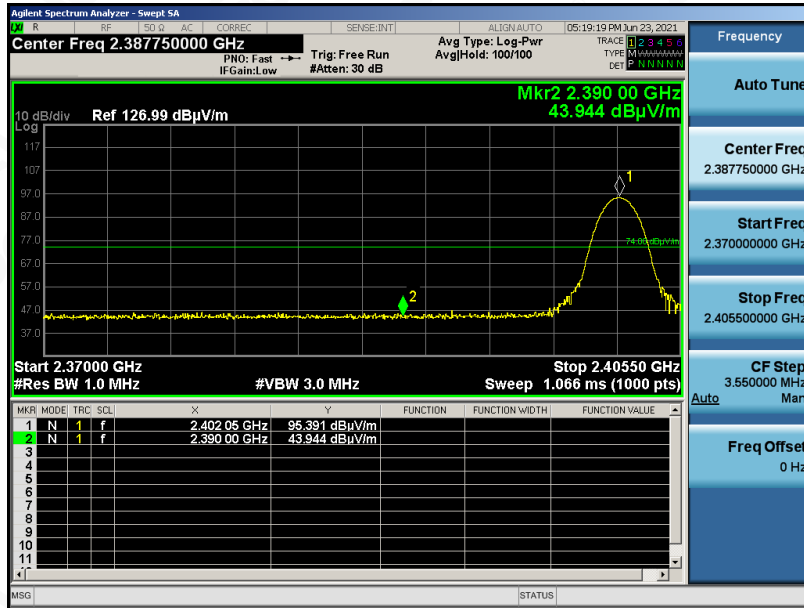 Agilent Spectrum Analyzer - Swept SA
LXI R RF 50 Ω AC CORREC SENSE:INT ALIGN AUTO 05:19:19 PM Jun 23, 2021
Center Freq 2.387750000 GHz
PNO: Fast
IFGain:Low
Trig: Free Run
#Atten: 30 dB
Avg Type: Log-Pwr
Avg|Hold: 100/100
TRACE 1 2 3 4 5 6
TYPE M
DET P N N N N N
Mkr2 2.390 00 GHz
43.944 dBµV/m
10 dB/div Ref 126.99 dBµV/m
Log
117
107
97.0
87.0
77.0
67.0
57.0
47.0
37.0
1
74.00 dBµV/m
2
Start 2.37000 GHz Stop 2.40550 GHz
#Res BW 1.0 MHz #VBW 3.0 MHz Sweep 1.066 ms (1000 pts)
MKR MODE TRC SCL X Y FUNCTION FUNCTION WIDTH FUNCTION VALUE
1 N 1 f 2.402 05 GHz 95.391 dBµV/m
2 N 1 f 2.390 00 GHz 43.944 dBµV/m
3
4
5
6
7
8
9
10
11
MSG STATUS
Frequency
Auto Tune
Center Freq
2.387750000 GHz
Start Freq
2.370000000 GHz
Stop Freq
2.405500000 GHz
CF Step
3.550000 MHz
Auto Man
Freq Offset
0 Hz